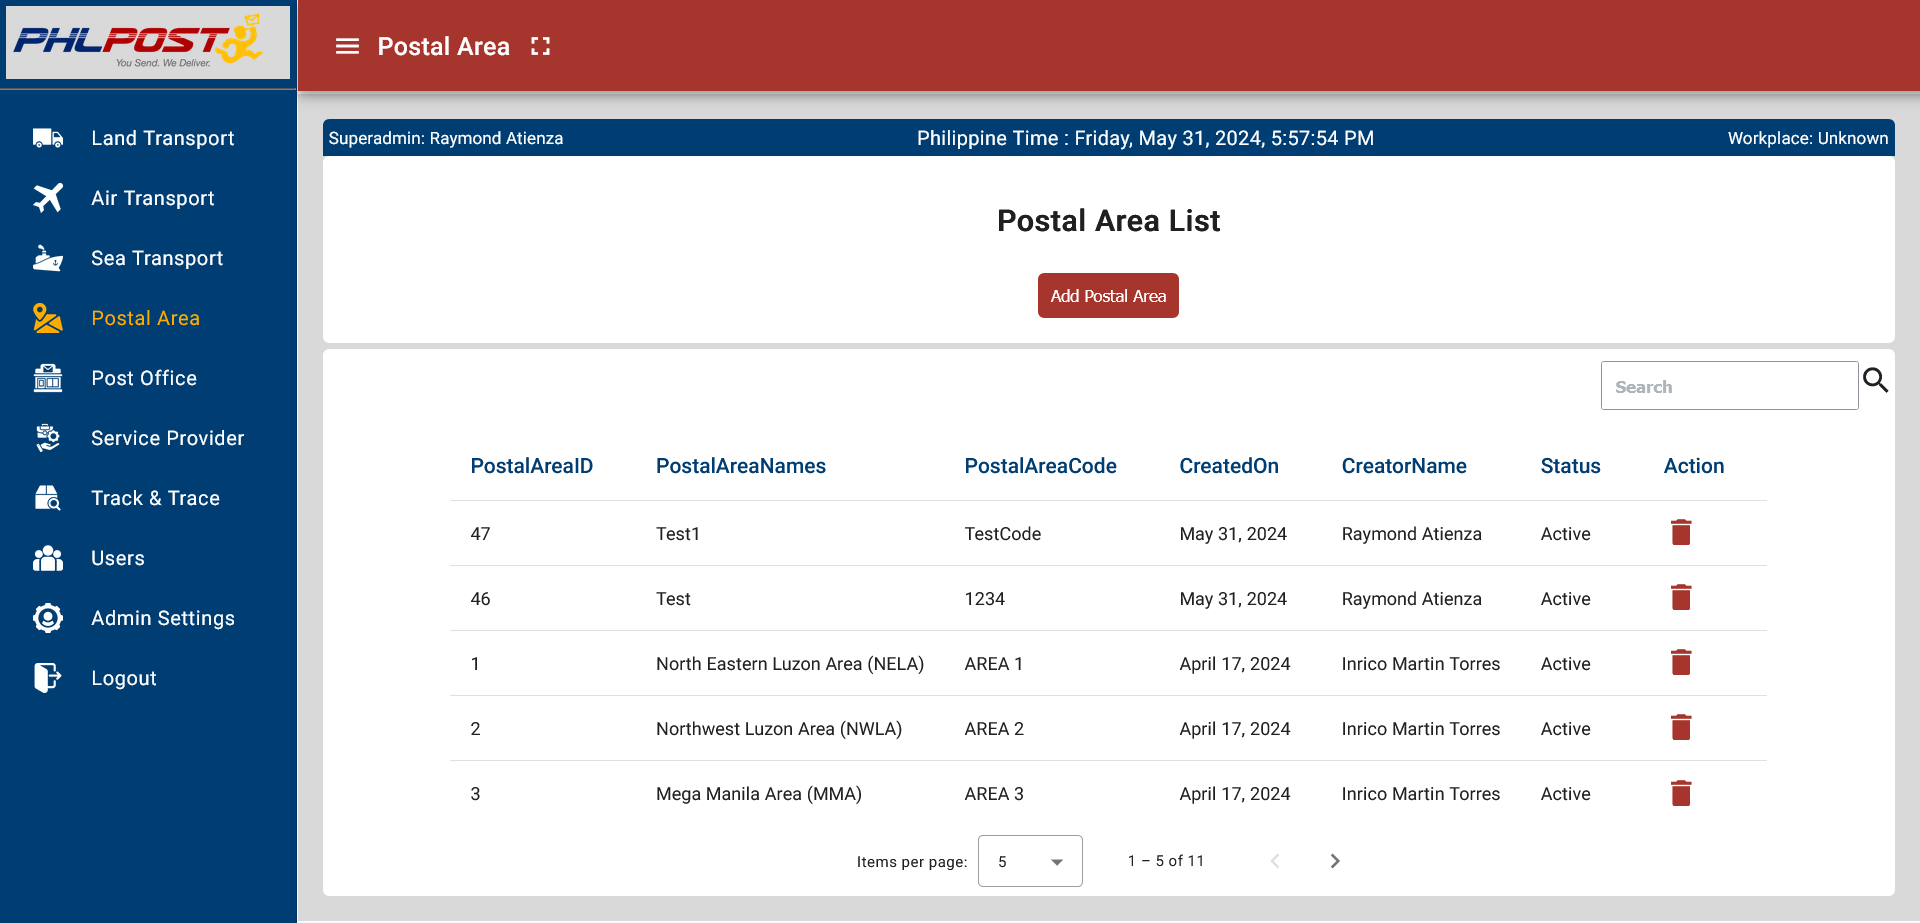 PHLPOST
You Send. We Deliver.
Postal Area
Land Transport
Air Transport
Sea Transport
Postal Area
Post Office
Service Provider
Track & Trace
Users
Admin Settings
Logout
Superadmin: Raymond Atienza Philippine Time : Friday, May 31, 2024, 5:57:54 PM Workplace: Unknown
Postal Area List
Add Postal Area
Search
PostalAreaID PostalAreaNames PostalAreaCode CreatedOn CreatorName Status Action
47 Test1 TestCode May 31, 2024 Raymond Atienza Active
46 Test 1234 May 31, 2024 Raymond Atienza Active
1 North Eastern Luzon Area (NELA) AREA 1 April 17, 2024 Inrico Martin Torres Active
2 Northwest Luzon Area (NWLA) AREA 2 April 17, 2024 Inrico Martin Torres Active
3 Mega Manila Area (MMA) AREA 3 April 17, 2024 Inrico Martin Torres Active
Items per page: 5 1 – 5 of 11